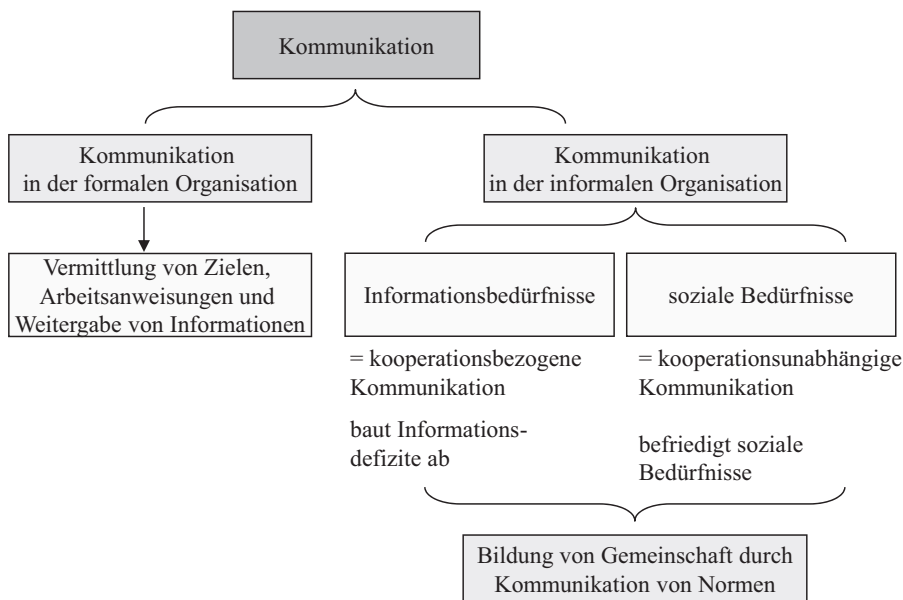 Kommunikation
Kommunikation
in der formalen Organisation
Kommunikation
in der informalen Organisation
Vermittlung von Zielen,
Arbeitsanweisungen und
Weitergabe von Informationen
Informationsbedürfnisse
soziale Bedürfnisse
= kooperationsbezogene
Kommunikation
baut Informations-
defizite ab
= kooperationsunabhängige
Kommunikation
befriedigt soziale
Bedürfnisse
Bildung von Gemeinschaft durch
Kommunikation von Normen